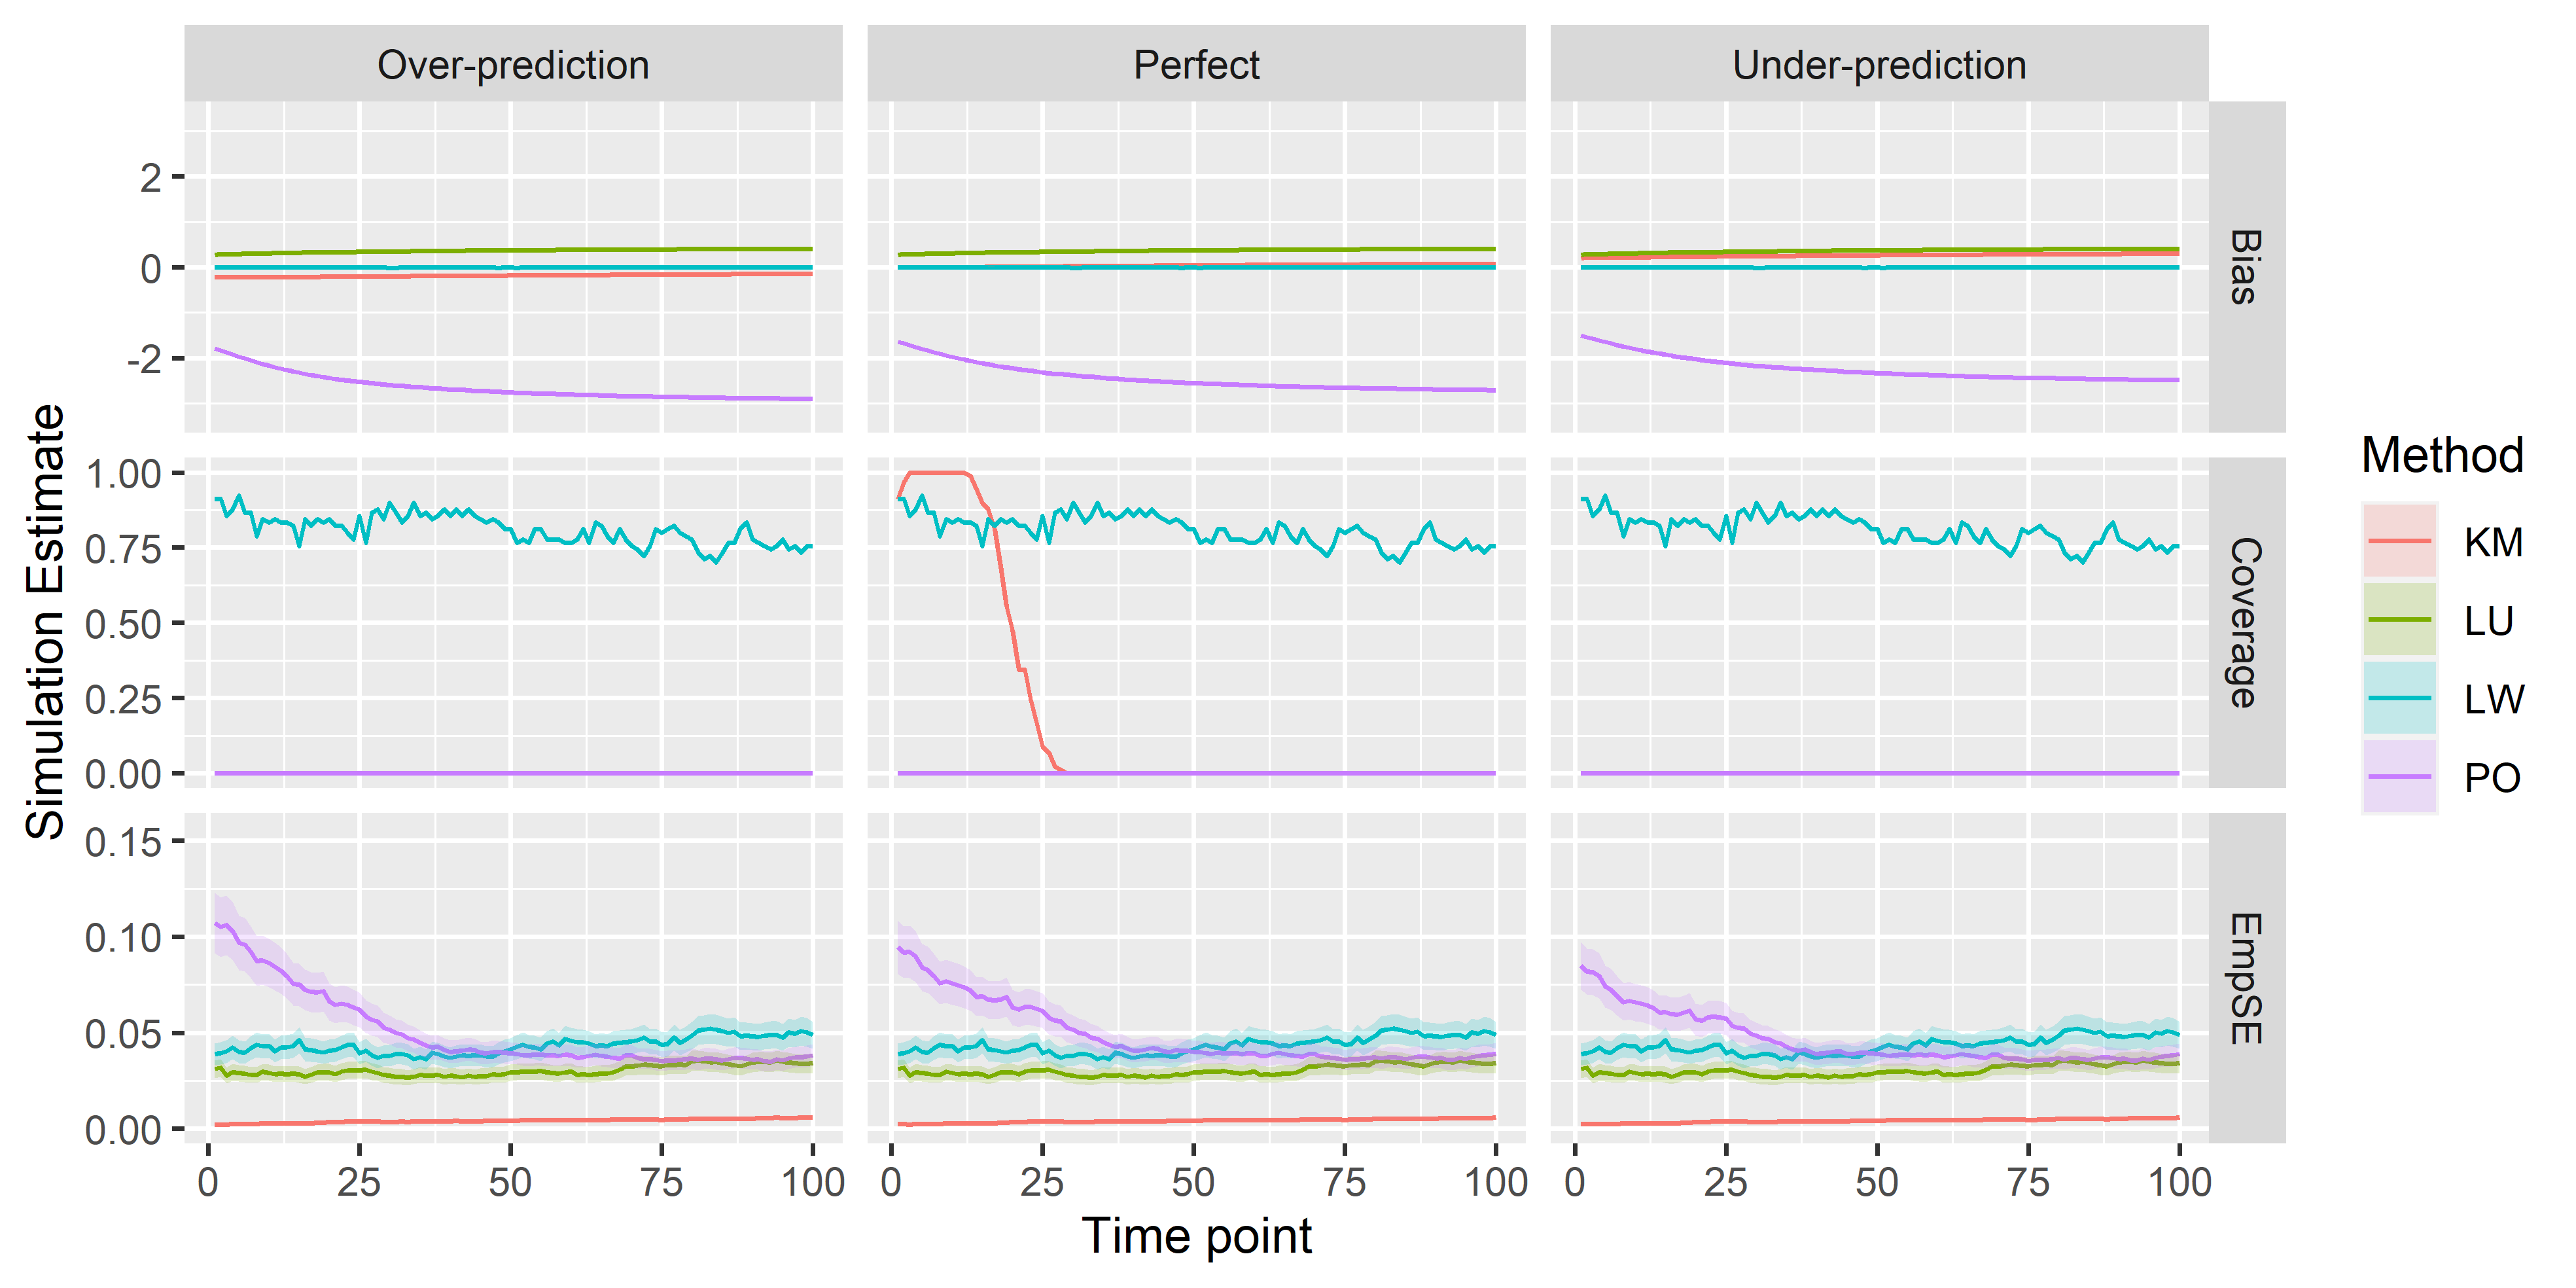 Over-prediction
Perfect
Under-prediction
2
0
-2
Bias
Simulation Estimate
1.00
0.75
0.50
0.25
0.00
Coverage
0.15
0.10
0.05
0.00
EmpSE
0 25 50 75 100
0 25 50 75 100
0 25 50 75 100
Time point
Method
KM
LU
LW
PO